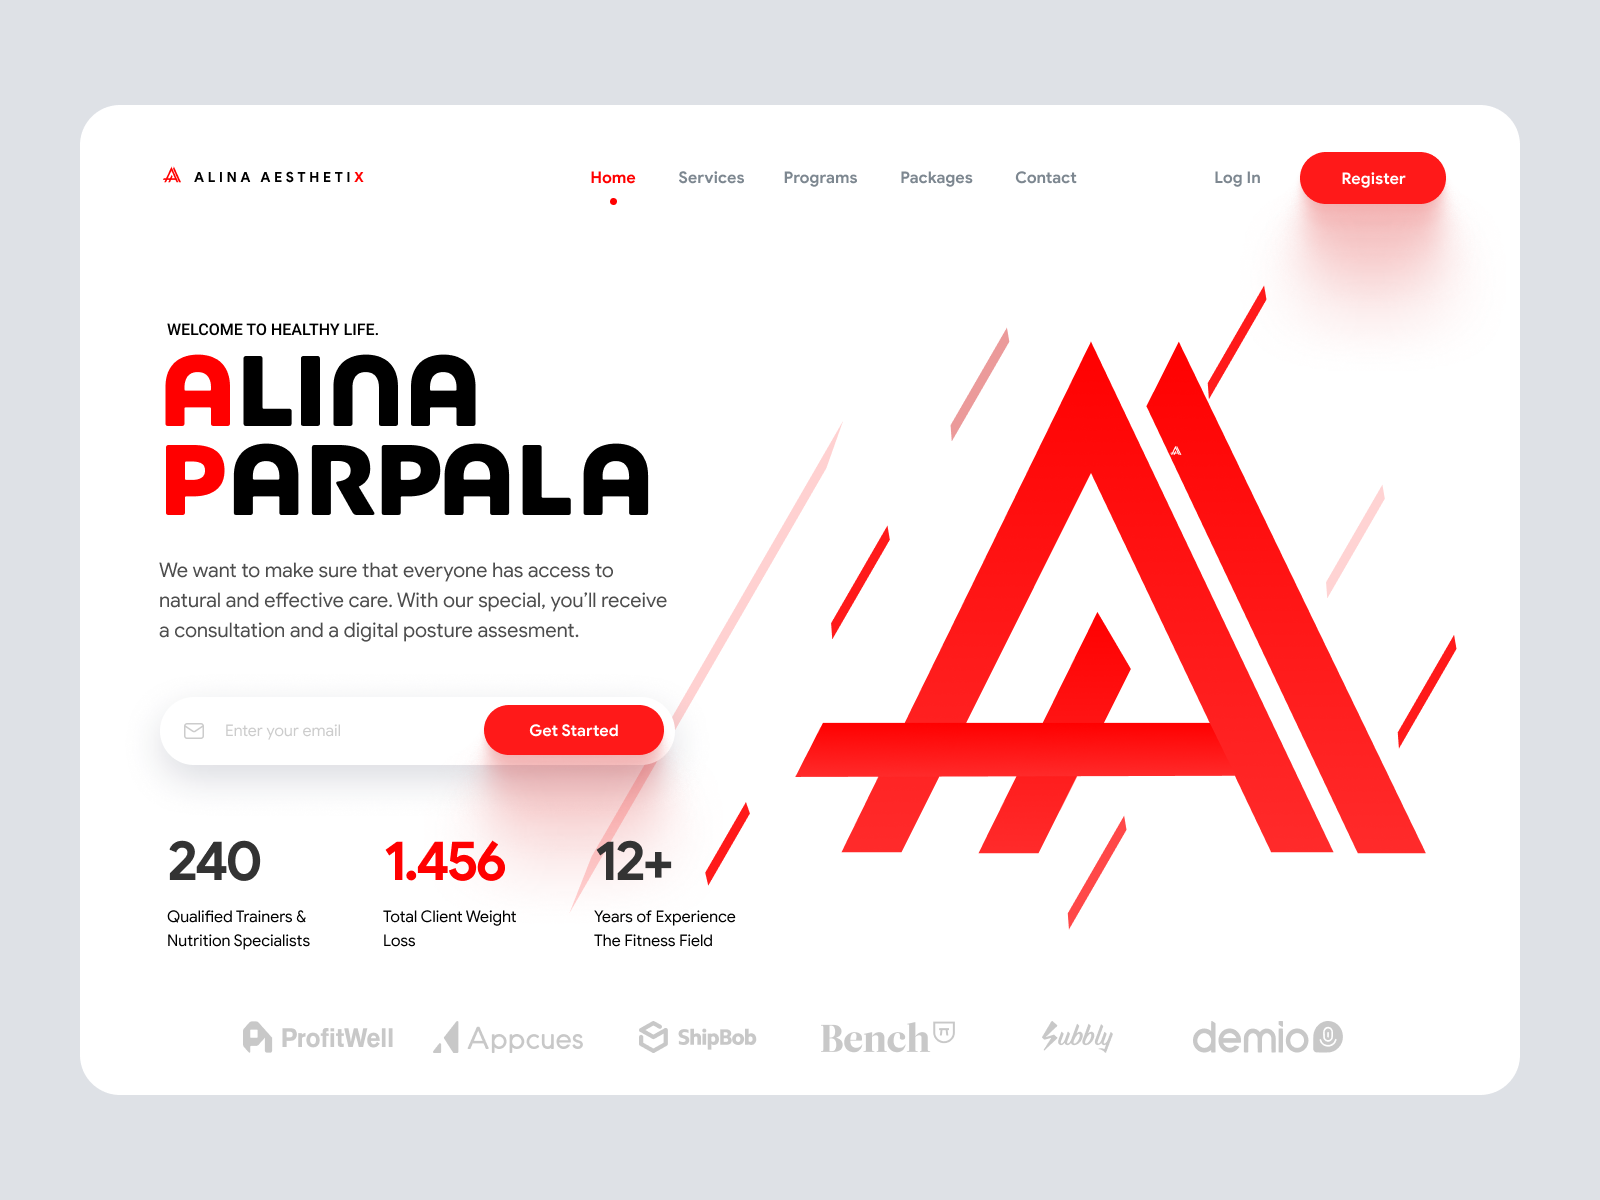 ALINA AESTHETIX
Home Services Programs Packages Contact Log In Register
WELCOME TO HEALTHY LIFE.
ALINA
PARPALA
We want to make sure that everyone has access to
natural and effective care. With our special, you’ll receive
a consultation and a digital posture assesment.
Enter your email Get Started
240 1.456 12+
Qualified Trainers & Total Client Weight Years of Experience
Nutrition Specialists Loss The Fitness Field
ProfitWell Appcues ShipBob Bench Subbly demio